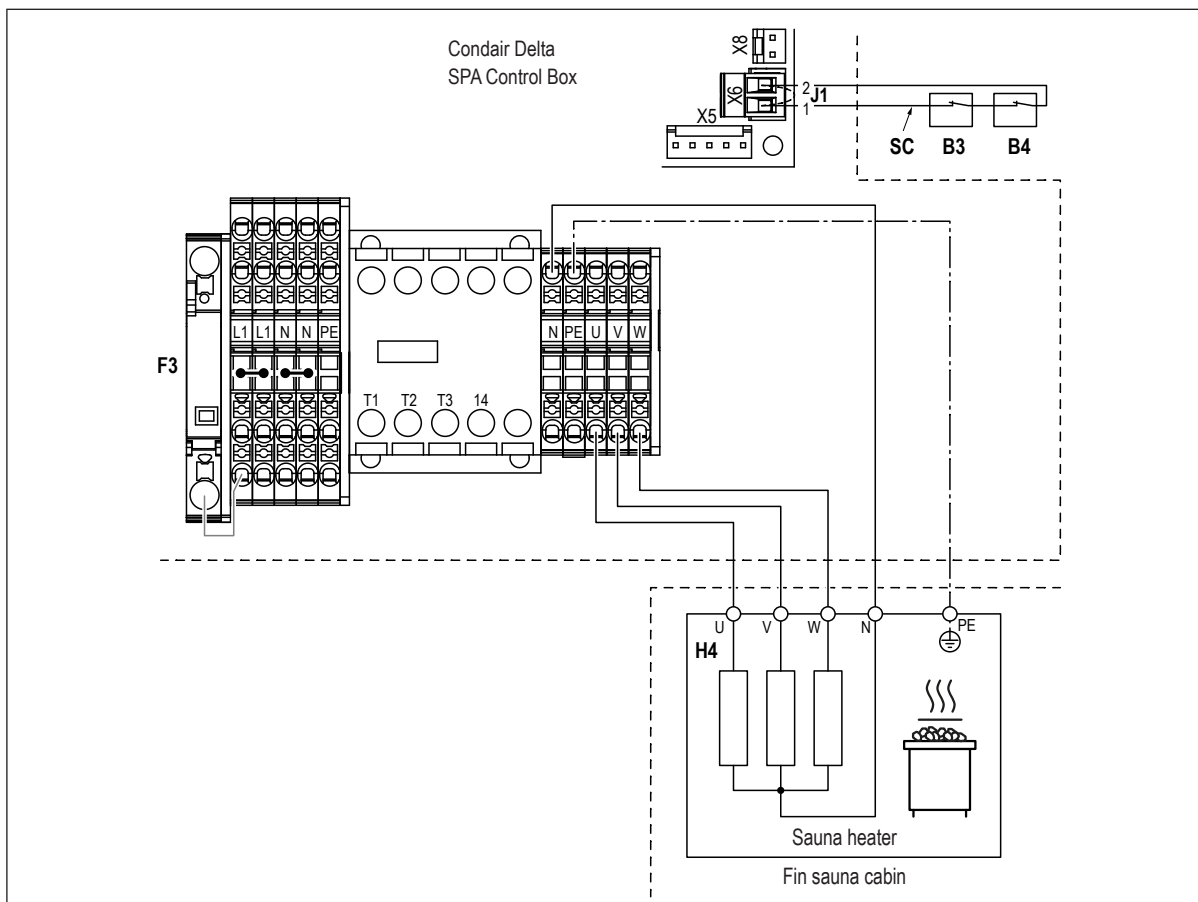 Condair Delta
SPA Control Box
X8
X6
2
J1
1
X5
SC B3 B4
F3
L1 L1 N N PE
N PE U V W
T1 T2 T3 14
U V W N PE
H4
Sauna heater
Fin sauna cabin